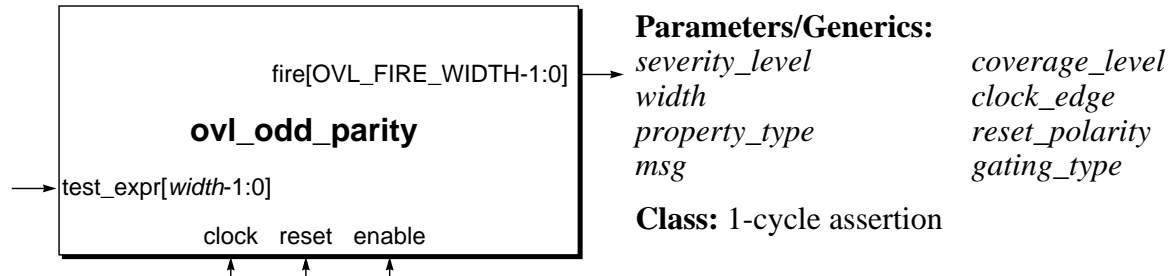 fire[OVL_FIRE_WIDTH-1:0]
ovl_odd_parity
test_expr[width-1:0]
clock reset enable
Parameters/Generics:
severity_level coverage_level
width clock_edge
property_type reset_polarity
msg gating_type
Class: 1-cycle assertion